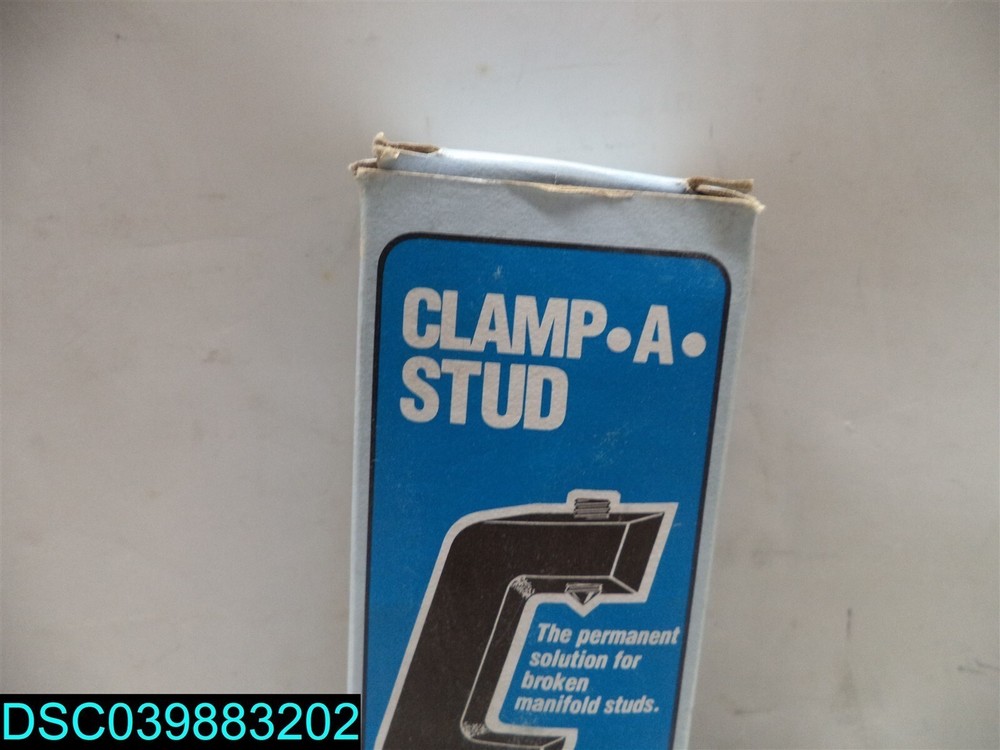 CLAMP•A•
STUD
The permanent
solution for
broken
manifold studs.
DSC039883202